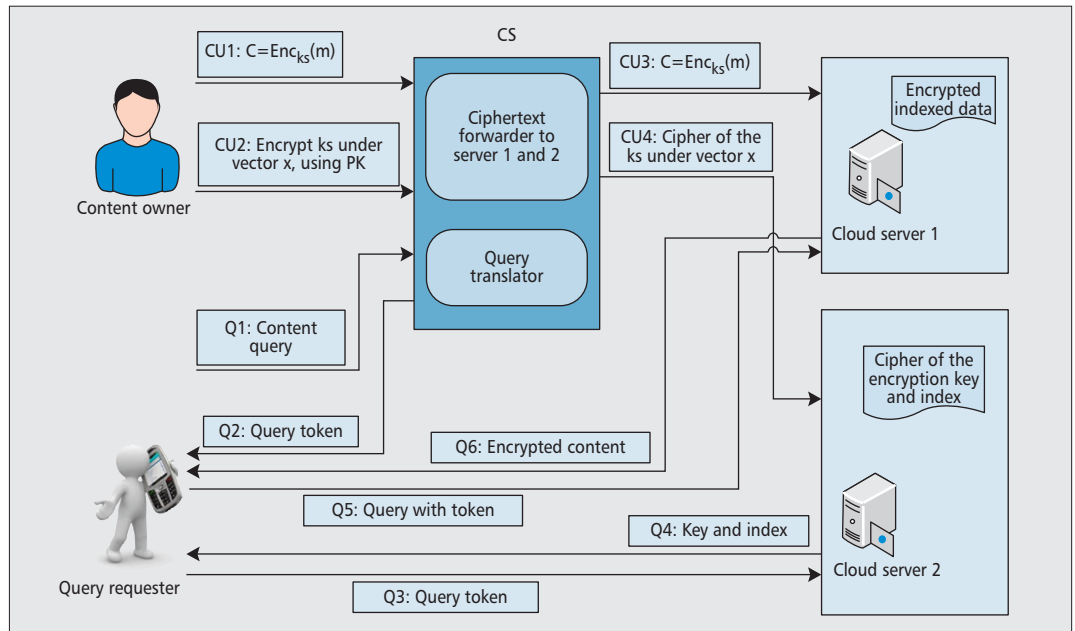 CS
CU1: C=Enc_ks(m)
CU3: C=Enc_ks(m)
Encrypted
indexed data
Ciphertext
forwarder to
server 1 and 2
CU2: Encrypt ks under
vector x, using PK
CU4: Cipher of the
ks under vector x
Content owner
Cloud server 1
Query
translator
Q1: Content
query
Cipher of the
encryption key
and index
Q2: Query token
Q6: Encrypted content
Q5: Query with token
Q4: Key and index
Cloud server 2
Query requester
Q3: Query token